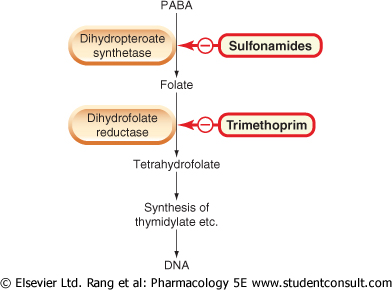 PABA
Dihydropteroate
synthetase
Sulfonamides
Folate
Dihydrofolate
reductase
Trimethoprim
Tetrahydrofolate
Synthesis of
thymidylate etc.
DNA
© Elsevier Ltd. Rang et al: Pharmacology 5E www.studentconsult.com